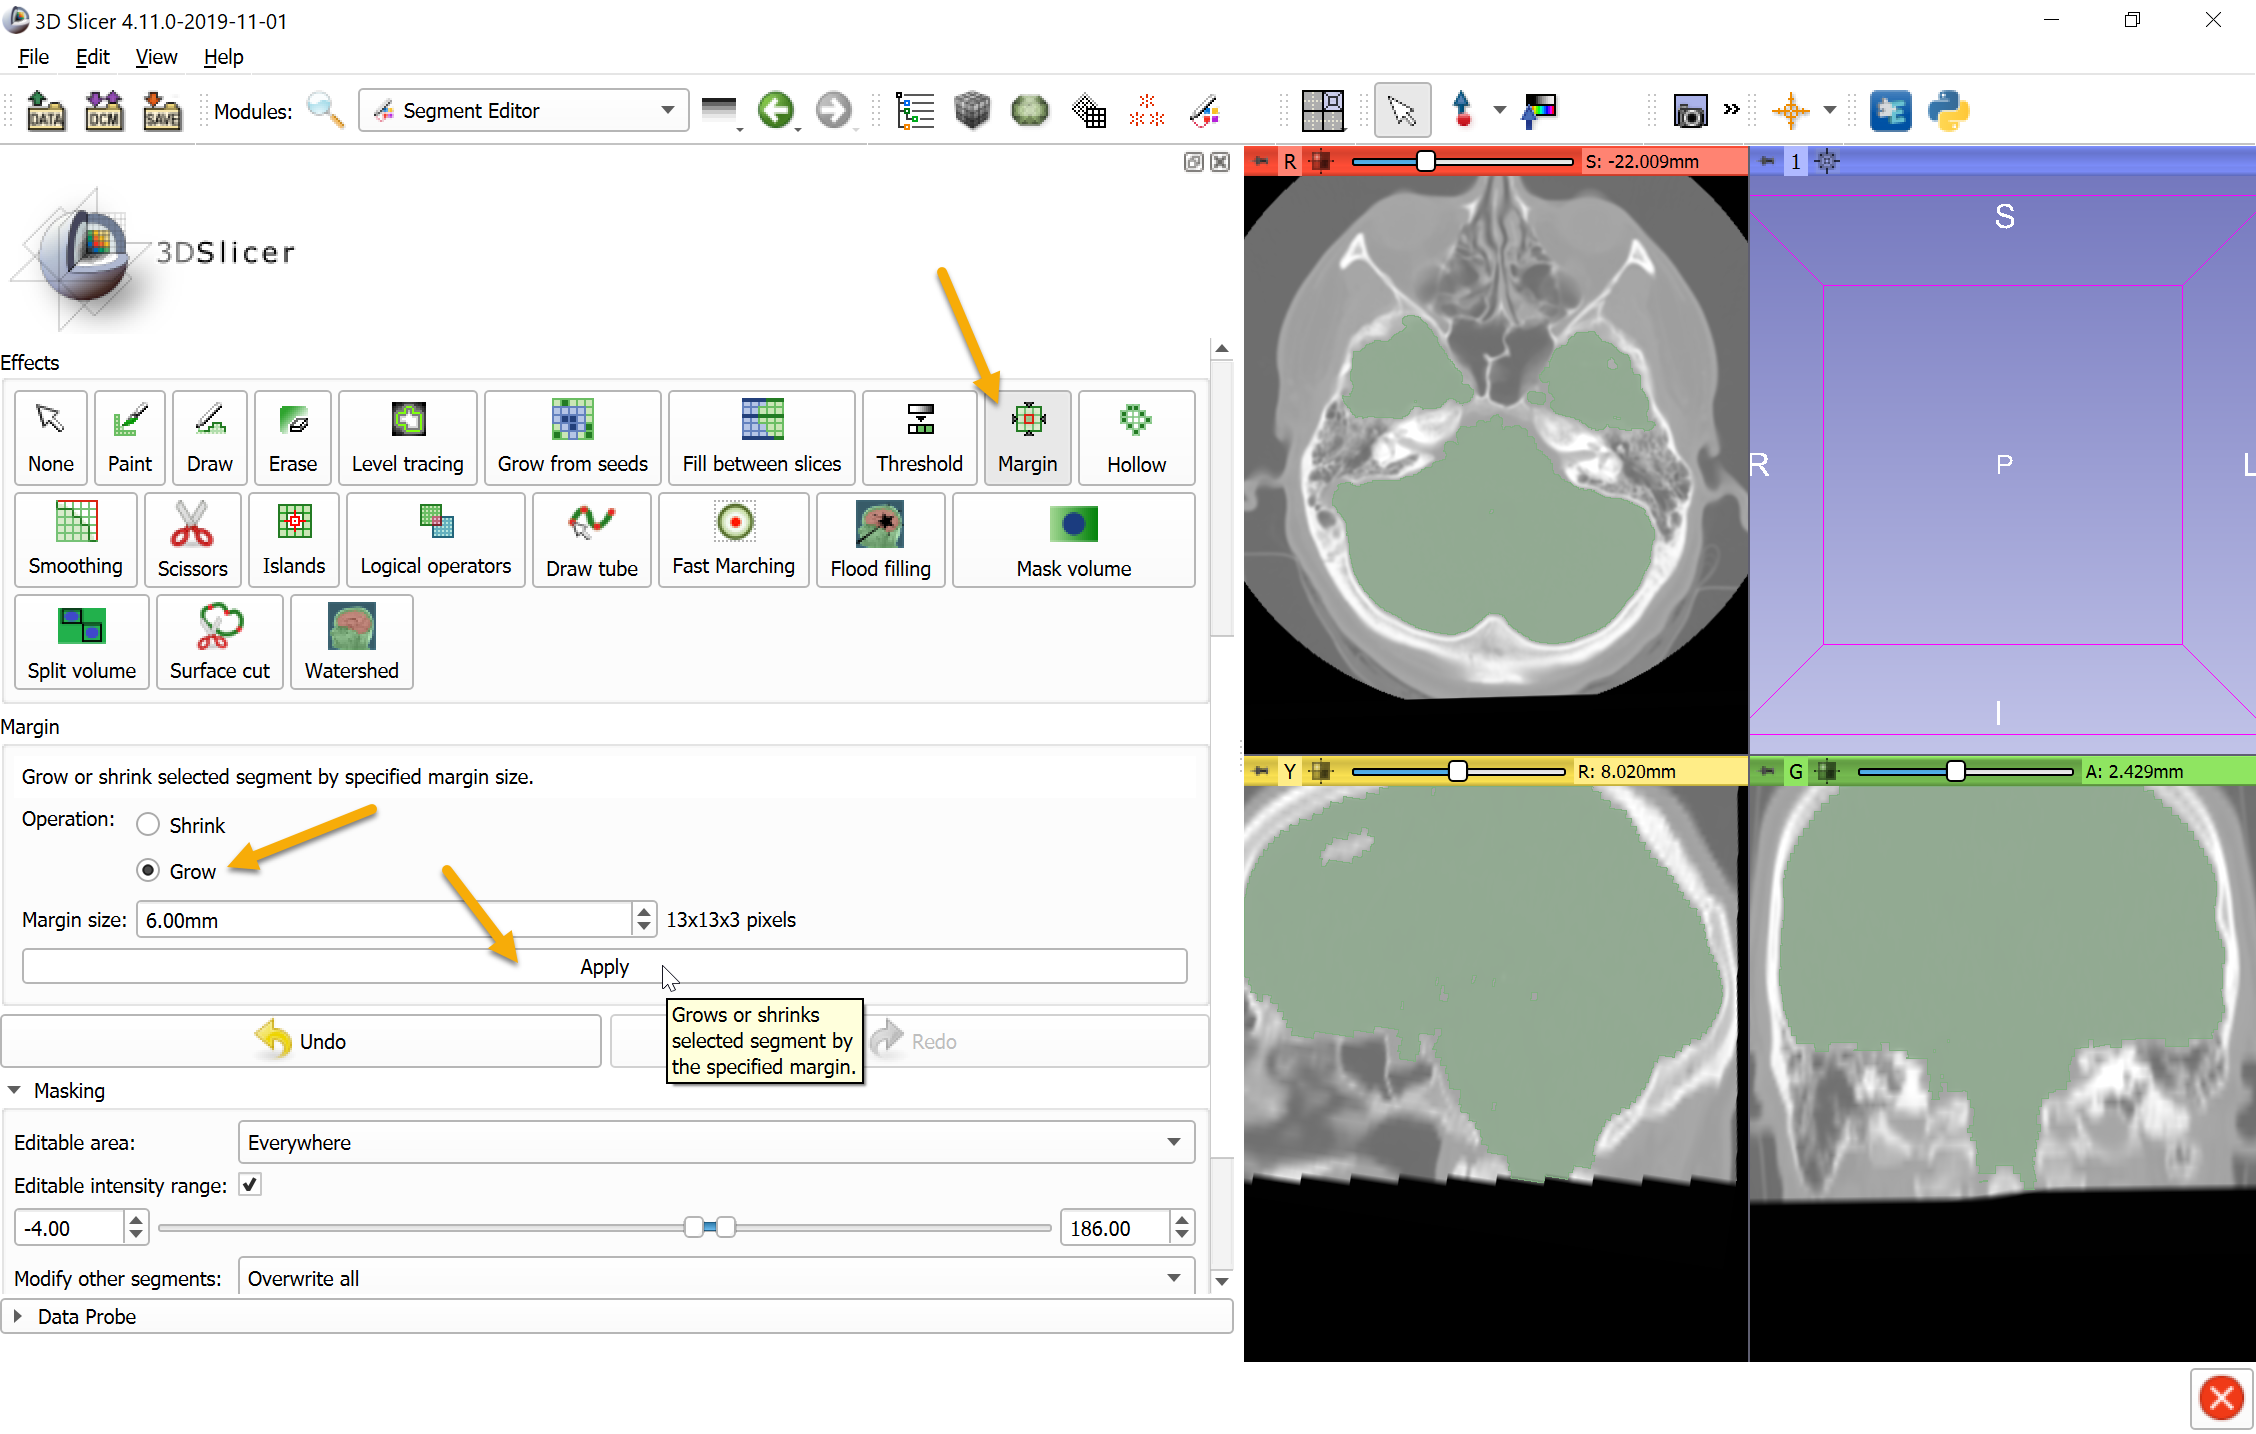 3D Slicer 4.11.0-2019-11-01
File Edit View Help
DATA DCM SAVE Modules: Segment Editor
R S: -22.009mm
1
3DSlicer
S
R P L
I
Effects
None Paint Draw Erase Level tracing Grow from seeds Fill between slices Threshold Margin Hollow
Smoothing Scissors Islands Logical operators Draw tube Fast Marching Flood filling Mask volume
Split volume Surface cut Watershed
Margin
Grow or shrink selected segment by specified margin size.
Operation: Shrink
Grow
Margin size: 6.00mm 13x13x3 pixels
Apply
Grows or shrinks
selected segment by
the specified margin.
Undo Redo
Masking
Editable area: Everywhere
Editable intensity range:
-4.00 186.00
Modify other segments: Overwrite all
Data Probe
Y R: 8.020mm
G A: 2.429mm